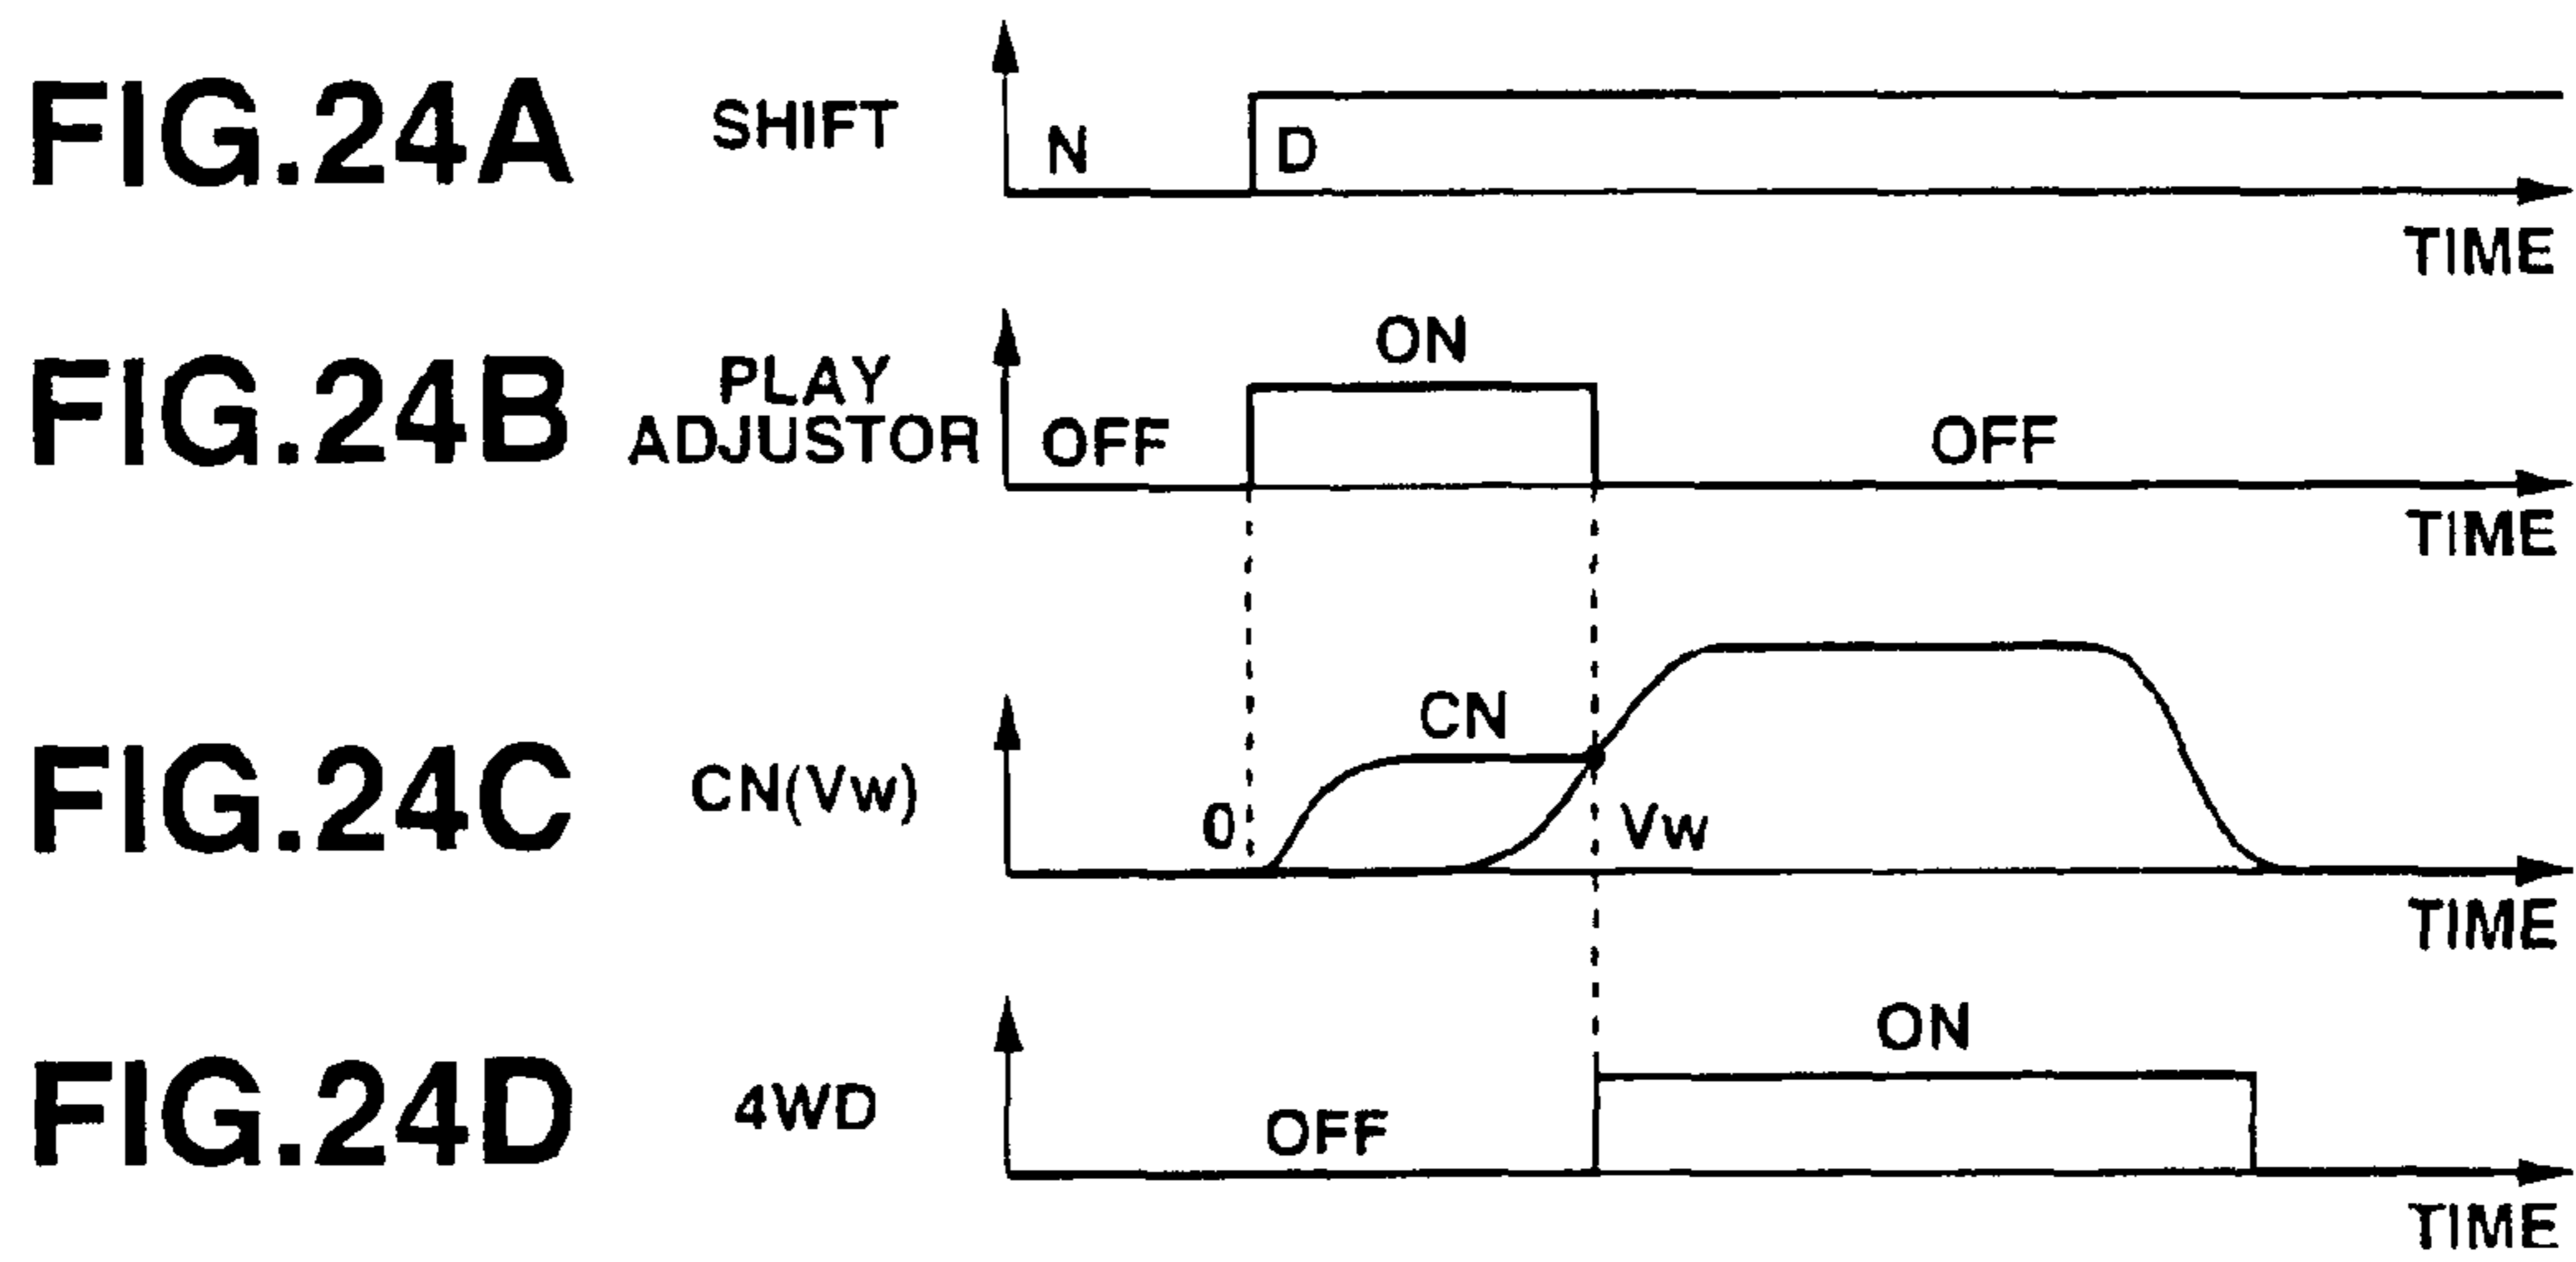 FIG.24A
SHIFT
N
D
TIME
FIG.24B
PLAY
ADJUSTOR
OFF
ON
OFF
TIME
FIG.24C
CN(Vw)
0
CN
Vw
TIME
FIG.24D
4WD
OFF
ON
TIME